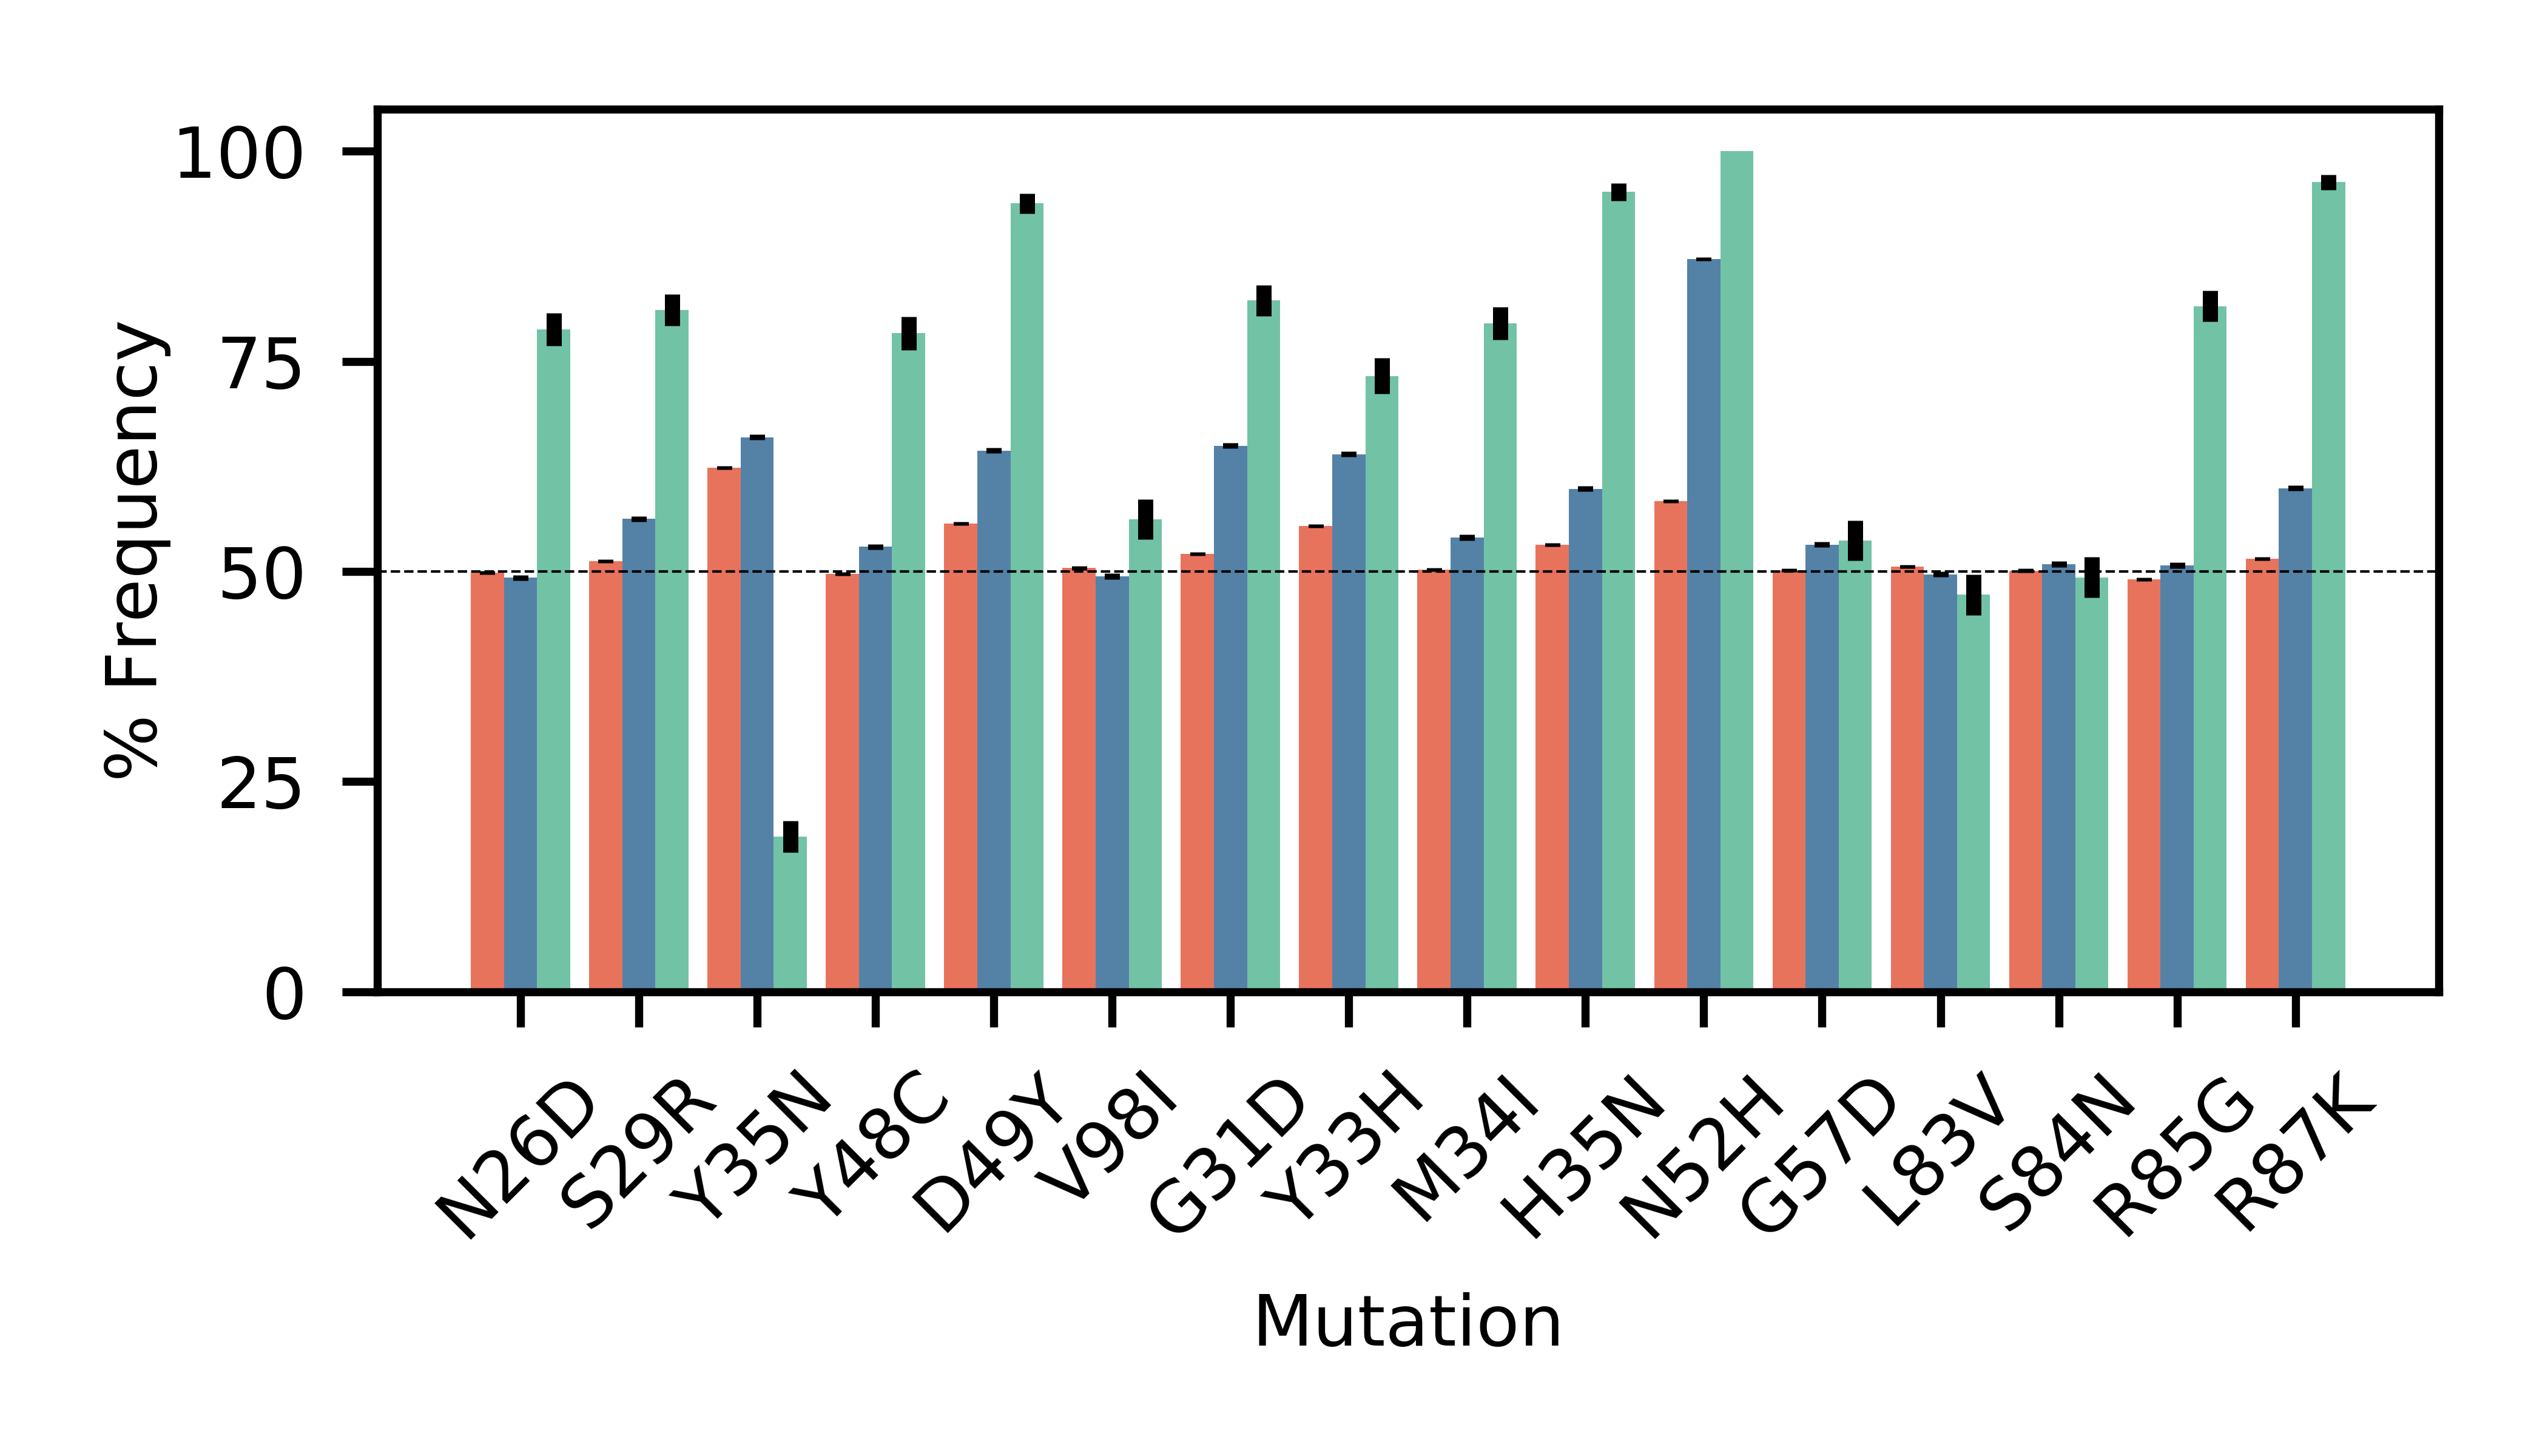 100
75
50
25
0
% Frequency
N26D
S29R
Y35N
Y48C
D49Y
V98I
G31D
Y33H
M34I
H35N
N52H
G57D
L83V
S84N
R85G
R87K
Mutation